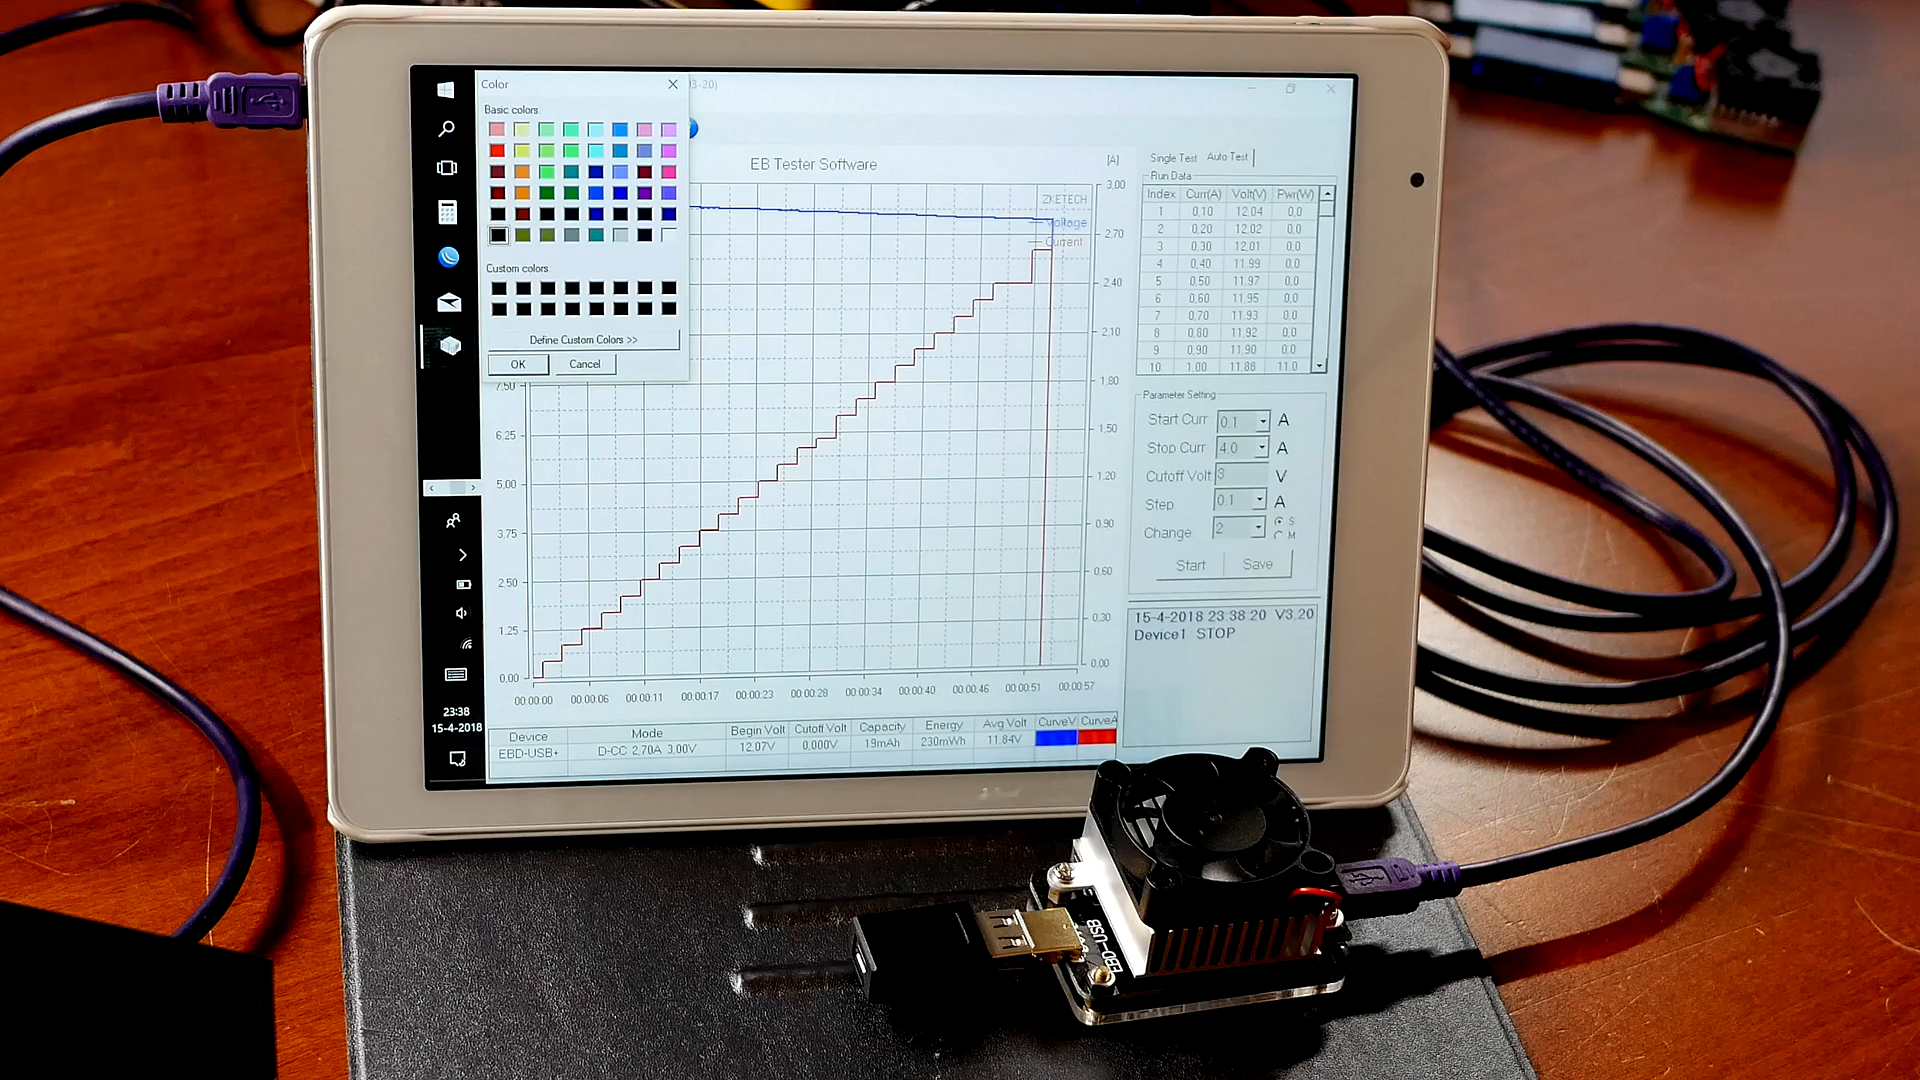 Color
03-20)
Basic colors
Custom colors
Define Custom Colors >>
OK Cancel
EB Tester Software
[A]
ZKETECH
Voltage
Current
7.50
6.25
5.00
3.75
2.50
1.25
0.00
3.00
2.70
2.40
2.10
1.80
1.50
1.20
0.90
0.60
0.30
0.00
00:00:00 00:00:06 00:00:11 00:00:17 00:00:23 00:00:28 00:00:34 00:00:40 00:00:46 00:00:51 00:00:57
Single Test Auto Test
Run Data
Index Curr(A) Volt(V) Pwr(W)
1 0.10 12.04 0.0
2 0.20 12.02 0.0
3 0.30 12.01 0.0
4 0.40 11.99 0.0
5 0.50 11.97 0.0
6 0.60 11.95 0.0
7 0.70 11.93 0.0
8 0.80 11.92 0.0
9 0.90 11.90 0.0
10 1.00 11.88 11.0
Parameter Setting
Start Curr 0.1 A
Stop Curr 4.0 A
Cutoff Volt 3 V
Step 0.1 A
Change 2 S
M
Start Save
15-4-2018 23:38:20 V3.20
Device1 STOP
Device Mode Begin Volt Cutoff Volt Capacity Energy Avg Volt CurveV CurveA
EBD-USB+ D-CC 2.70A 3.00V 12.07V 0.000V 19mAh 230mWh 11.84V
23:38
15-4-2018
EBD-USB